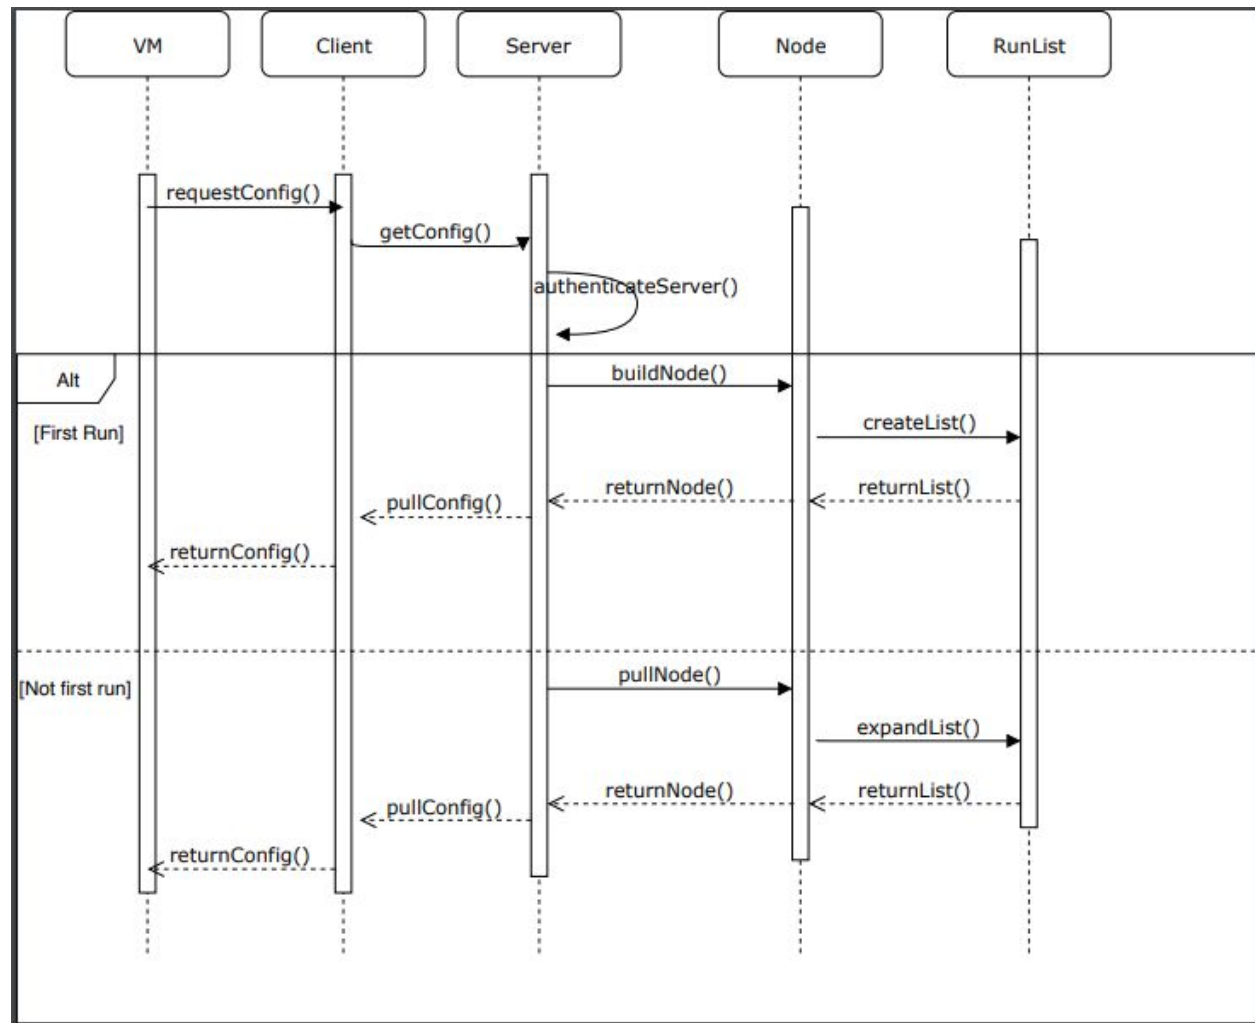 VM
Client
Server
Node
RunList
requestConfig()
getConfig()
authenticateServer()
Alt
buildNode()
[First Run]
createList()
returnNode()
returnList()
pullConfig()
returnConfig()
[Not first run]
pullNode()
expandList()
returnNode()
returnList()
pullConfig()
returnConfig()